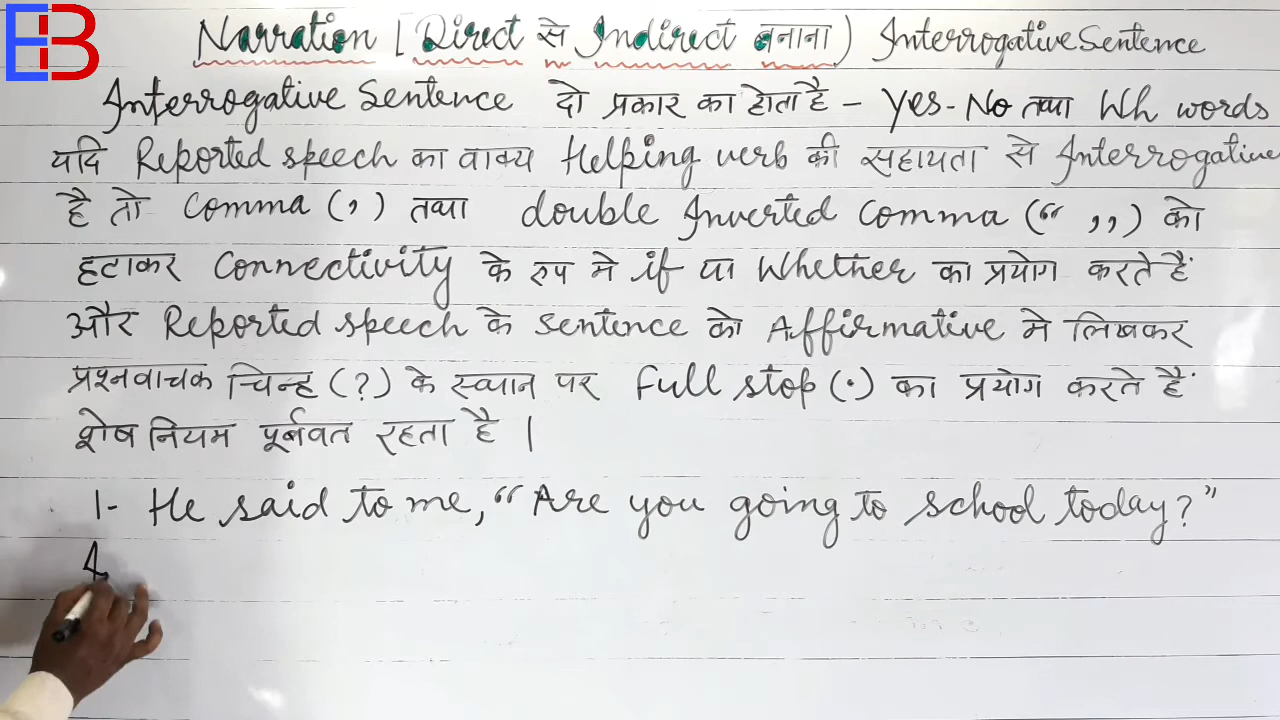 EB
Narration [Direct से Indirect बनाना) Interrogative Sentence
Interrogative Sentence दो प्रकार का होता है - Yes-No तथा Wh words
यदि Reported speech का वाक्य Helping verb की सहायता से Interrogative
है तो Comma (,) तथा double Inverted Comma (“ ,,) को
हटाकर Connectivity के रुप मे if या Whether का प्रयोग करते हैं
और Reported speech के sentence को Affirmative मे लिखकर
प्रश्नवाचक चिन्ह (?) के स्थान पर Full stop (.) का प्रयोग करते हैं
शेष नियम पूर्बवत रहता है |
1- He said to me, “Are you going to school today?”
A